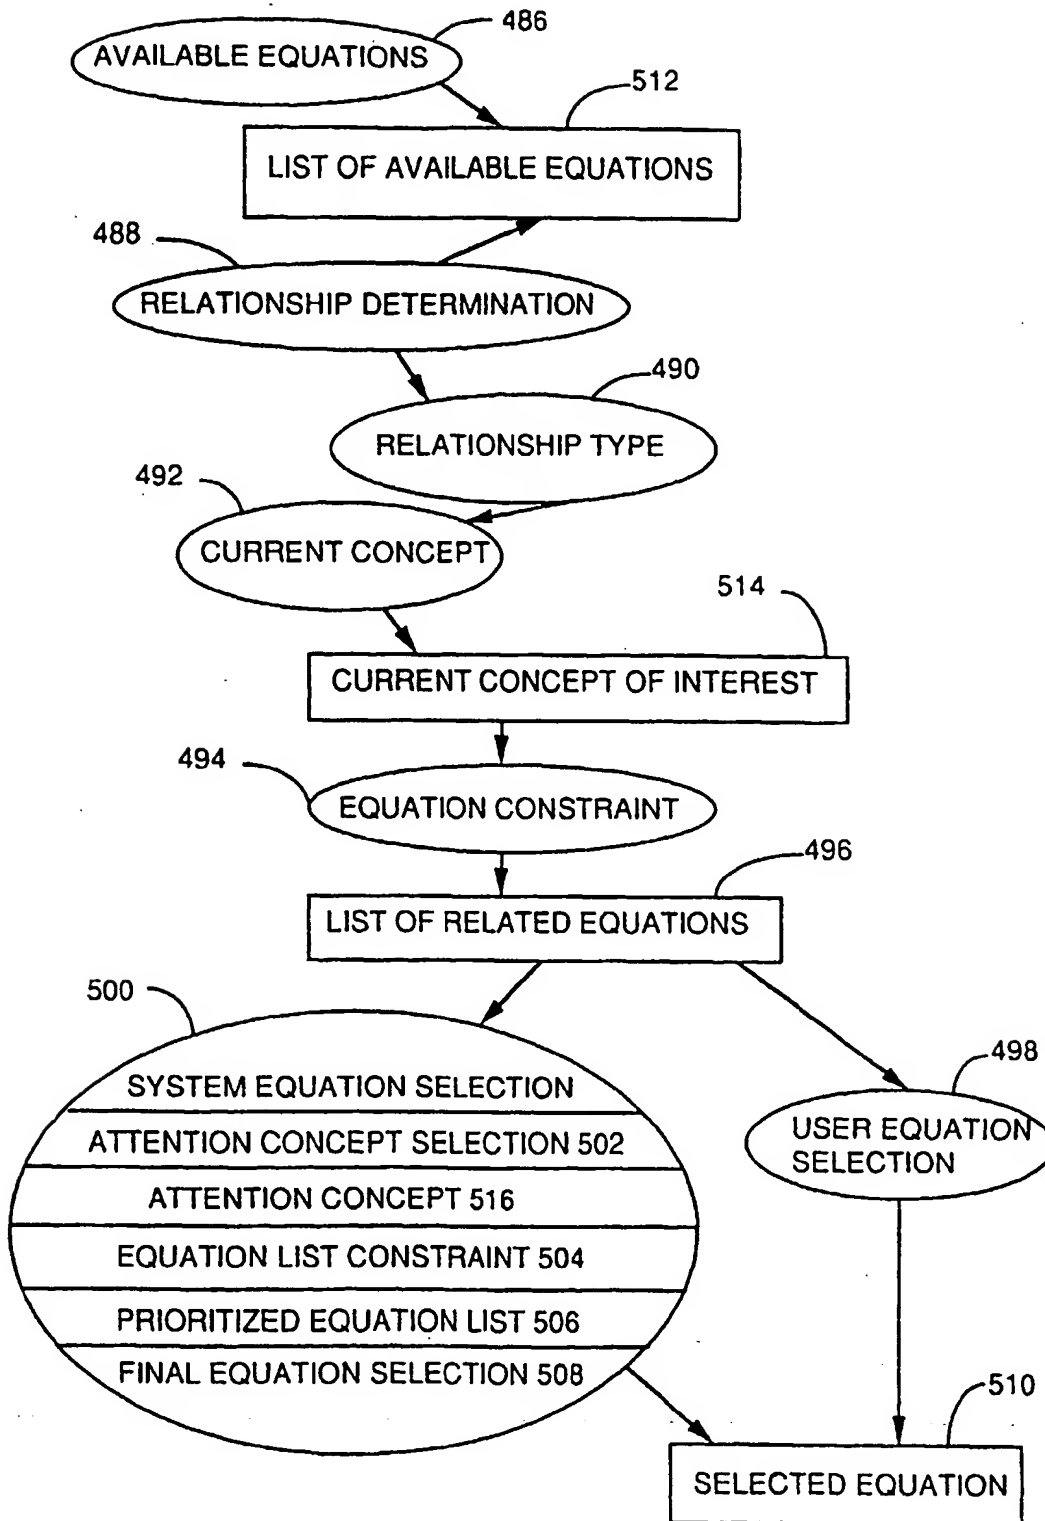 486
AVAILABLE EQUATIONS
512
LIST OF AVAILABLE EQUATIONS
488
RELATIONSHIP DETERMINATION
490
RELATIONSHIP TYPE
492
CURRENT CONCEPT
514
CURRENT CONCEPT OF INTEREST
494
EQUATION CONSTRAINT
496
LIST OF RELATED EQUATIONS
500
SYSTEM EQUATION SELECTION
ATTENTION CONCEPT SELECTION 502
ATTENTION CONCEPT 516
EQUATION LIST CONSTRAINT 504
PRIORITIZED EQUATION LIST 506
FINAL EQUATION SELECTION 508
498
USER EQUATION
SELECTION
510
SELECTED EQUATION